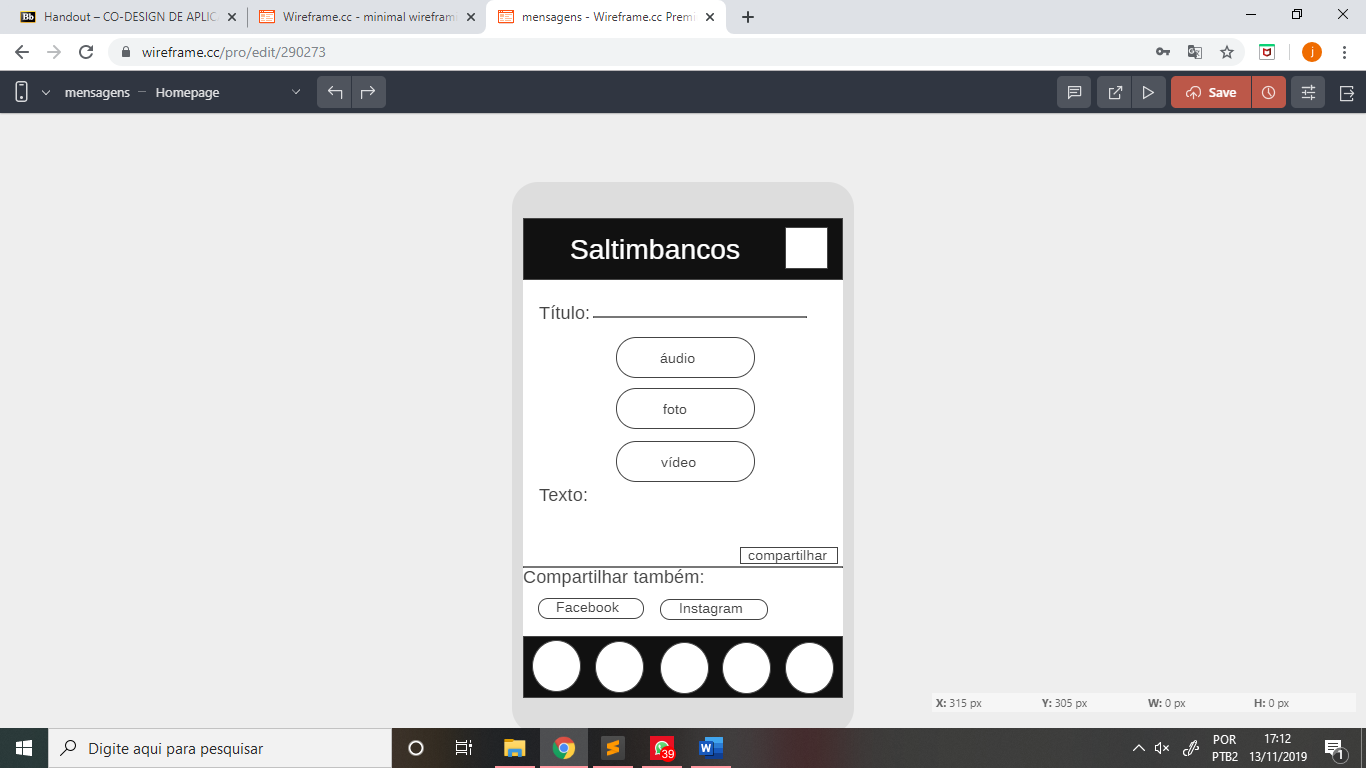 Handout – CO-DESIGN DE APLIC
Wireframe.cc - minimal wirefram
mensagens - Wireframe.cc Prem
wireframe.cc/pro/edit/290273
j
mensagens – Homepage
Save
Saltimbancos
Título:
áudio
foto
vídeo
Texto:
compartilhar
Compartilhar também:
Facebook
Instagram
X: 315 px Y: 305 px W: 0 px H: 0 px
Digite aqui para pesquisar
39
W
POR
PTB2
17:12
13/11/2019
1